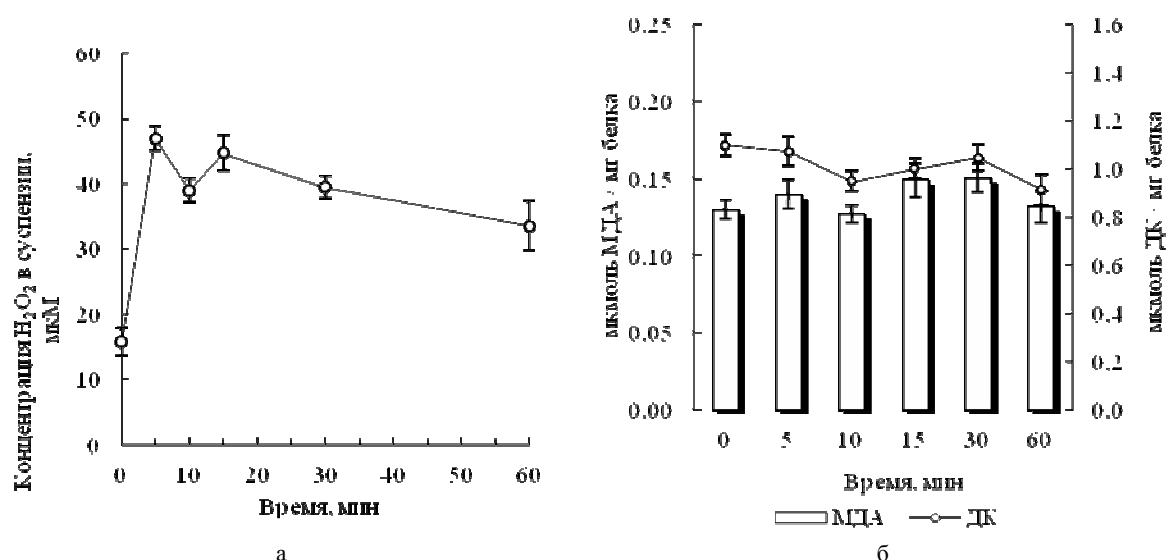 60
50
40
30
20
10
0
Концентрация H₂O₂ в суспензии,
мкМ
0 10 20 30 40 50 60
Время, мин
а
0.25
0.20
0.15
0.10
0.05
0.00
мкмоль МДА · мг белка
1.6
1.4
1.2
1.0
0.8
0.6
0.4
0.2
0.0
мкмоль ДК · мг белка
0 5 10 15 30 60
Время, мин
МДА ДК
б